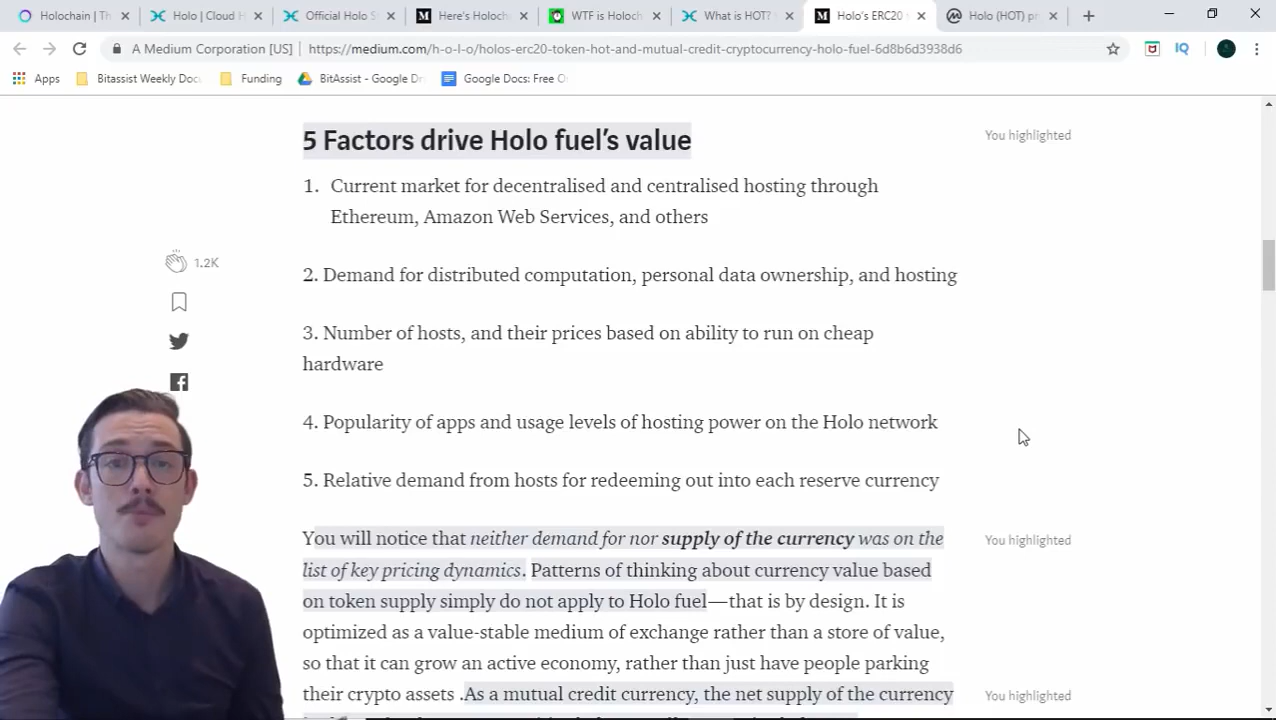 Holochain | Th
Holo | Cloud H
Official Holo S
Here's Holoch
WTF is Holoch
What is HOT?
Holo's ERC20
Holo (HOT) pr
A Medium Corporation [US]
https://medium.com/h-o-l-o/holos-erc20-token-hot-and-mutual-credit-cryptocurrency-holo-fuel-6d8b6d3938d6
IQ
Apps
Bitassist Weekly Doc
Funding
BitAssist - Google Dr
Google Docs: Free O
5 Factors drive Holo fuel's value
You highlighted
1. Current market for decentralised and centralised hosting through
Ethereum, Amazon Web Services, and others
1.2K
2. Demand for distributed computation, personal data ownership, and hosting
3. Number of hosts, and their prices based on ability to run on cheap
hardware
4. Popularity of apps and usage levels of hosting power on the Holo network
5. Relative demand from hosts for redeeming out into each reserve currency
You will notice that neither demand for nor supply of the currency was on the
You highlighted
list of key pricing dynamics. Patterns of thinking about currency value based
on token supply simply do not apply to Holo fuel—that is by design. It is
optimized as a value-stable medium of exchange rather than a store of value,
so that it can grow an active economy, rather than just have people parking
their crypto assets .As a mutual credit currency, the net supply of the currency
You highlighted